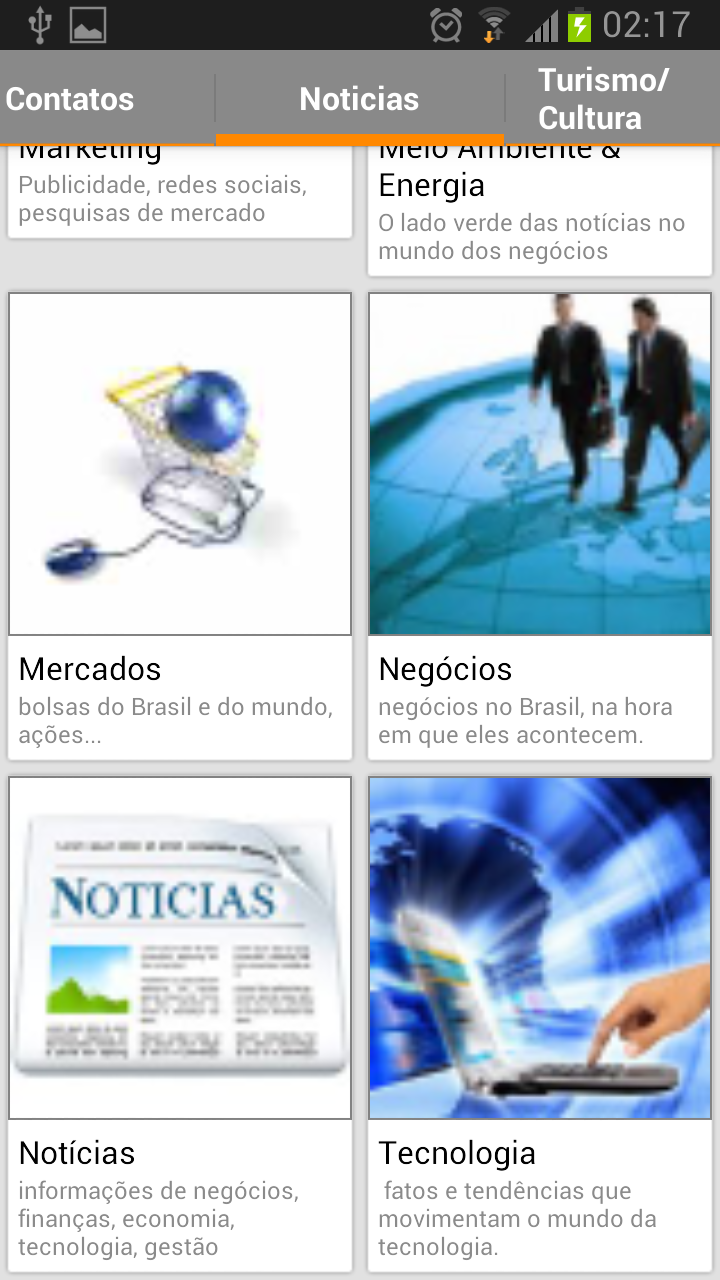 02:17
Contatos
Noticias
Turismo/
Cultura
Marketing
Publicidade, redes sociais,
pesquisas de mercado
Meio Ambiente &
Energia
O lado verde das notícias no
mundo dos negócios
Mercados
bolsas do Brasil e do mundo,
ações...
Negócios
negócios no Brasil, na hora
em que eles acontecem.
NOTICIAS
Notícias
informações de negócios,
finanças, economia,
tecnologia, gestão
Tecnologia
fatos e tendências que
movimentam o mundo da
tecnologia.